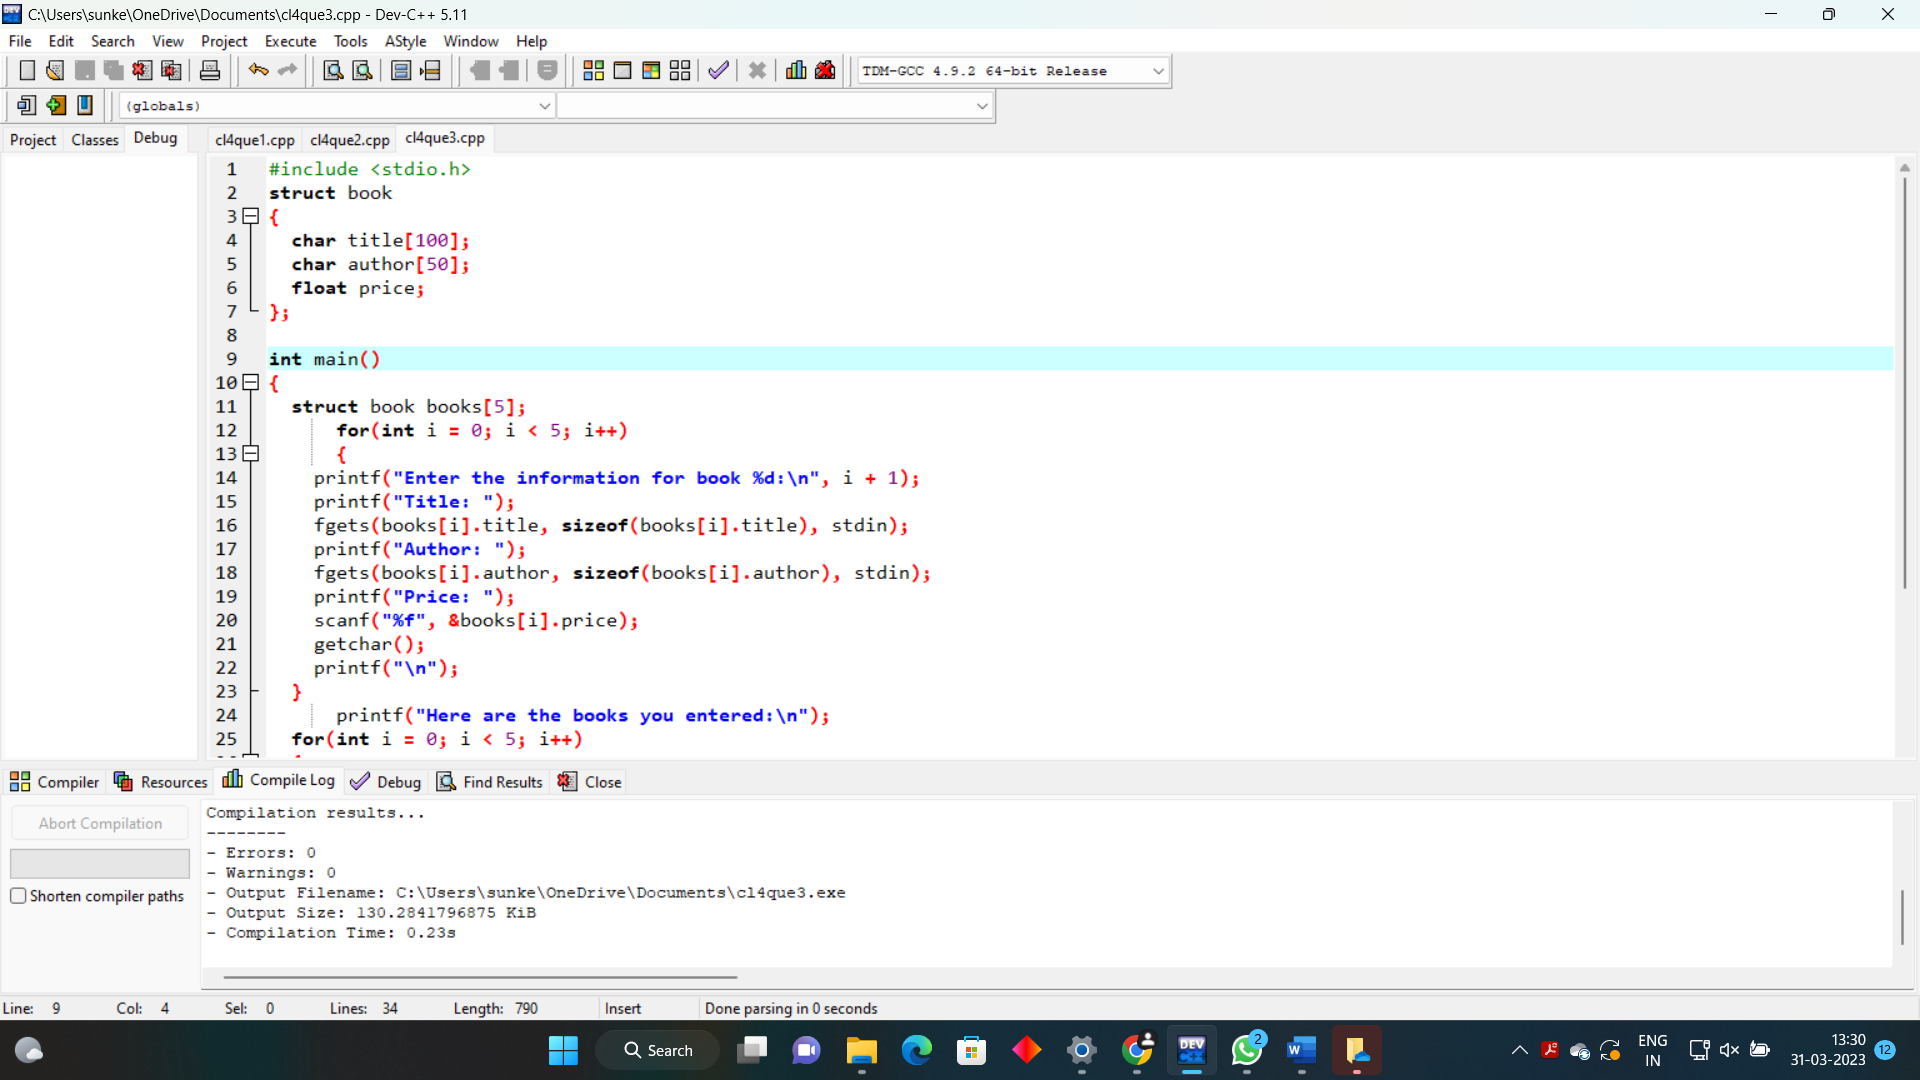 C:\Users\sunke\OneDrive\Documents\cl4que3.cpp - Dev-C++ 5.11
File Edit Search View Project Execute Tools AStyle Window Help
TDM-GCC 4.9.2 64-bit Release
(globals)
Project Classes Debug cl4que1.cpp cl4que2.cpp cl4que3.cpp
1 #include <stdio.h>
2 struct book
3 {
4 char title[100];
5 char author[50];
6 float price;
7 };
8
9 int main()
10 {
11 struct book books[5];
12 for(int i = 0; i < 5; i++)
13 {
14 printf("Enter the information for book %d:\n", i + 1);
15 printf("Title: ");
16 fgets(books[i].title, sizeof(books[i].title), stdin);
17 printf("Author: ");
18 fgets(books[i].author, sizeof(books[i].author), stdin);
19 printf("Price: ");
20 scanf("%f", &books[i].price);
21 getchar();
22 printf("\n");
23 }
24 printf("Here are the books you entered:\n");
25 for(int i = 0; i < 5; i++)
Compiler Resources Compile Log Debug Find Results Close
Abort Compilation
Shorten compiler paths
Compilation results...
--------
- Errors: 0
- Warnings: 0
- Output Filename: C:\Users\sunke\OneDrive\Documents\cl4que3.exe
- Output Size: 130.2841796875 KiB
- Compilation Time: 0.23s
Line: 9 Col: 4 Sel: 0 Lines: 34 Length: 790 Insert Done parsing in 0 seconds
Search
DEV C++
2
W
ENG
IN
13:30
31-03-2023
12